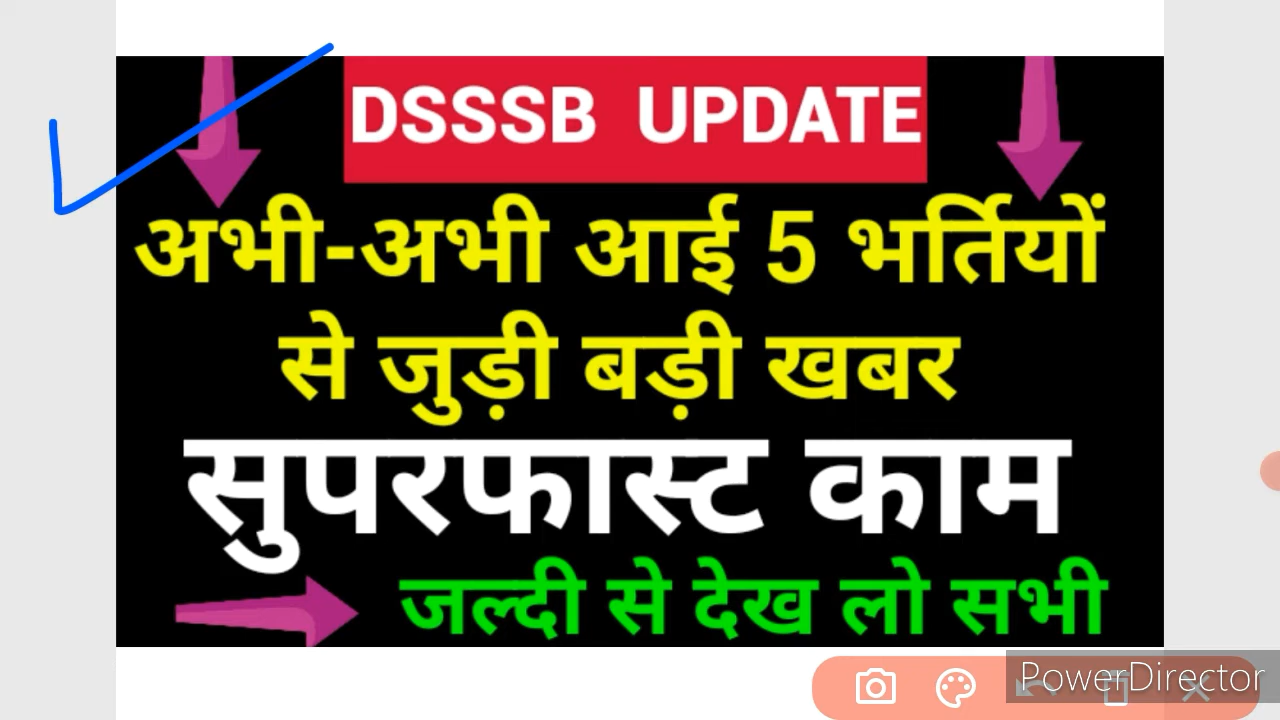 DSSSB UPDATE
अभी-अभी आई 5 भर्तियों
से जुड़ी बड़ी खबर
सुपरफास्ट काम
जल्दी से देख लो सभी
PowerDirector